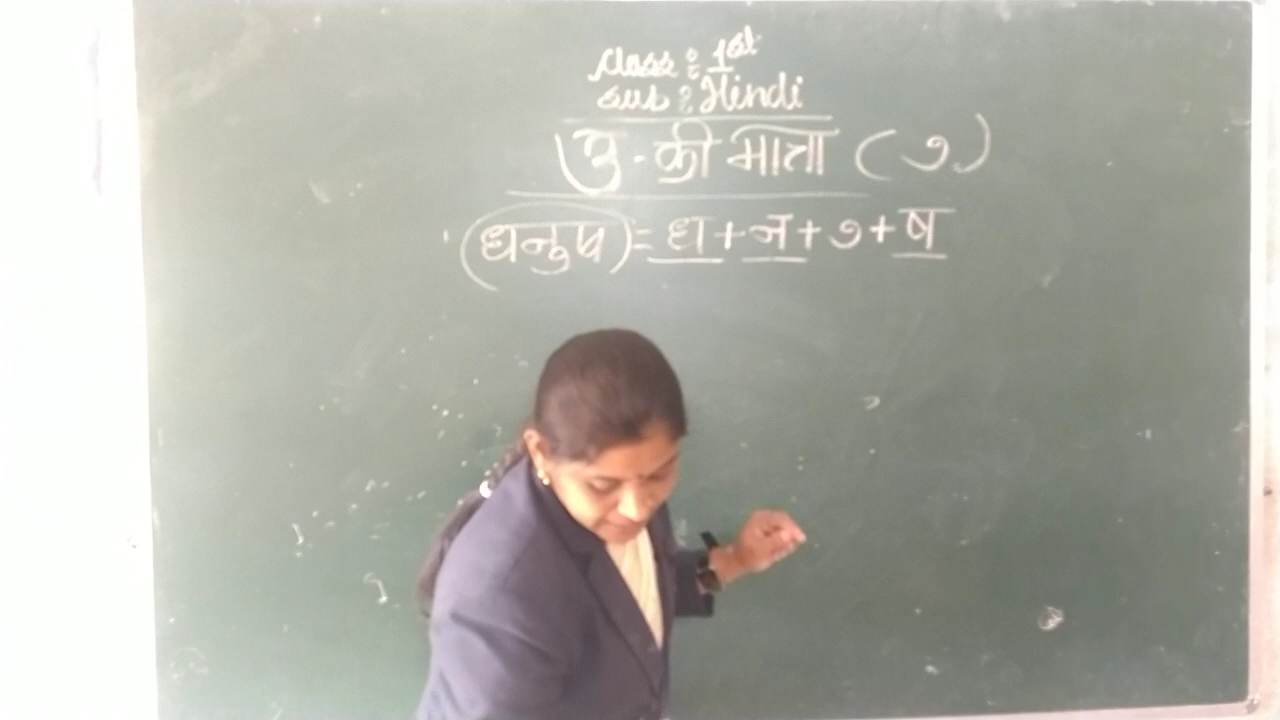 Class : 1st
Sub : Hindi
उ - की मात्रा ( ु )
धनुष = ध + न + ु + ष